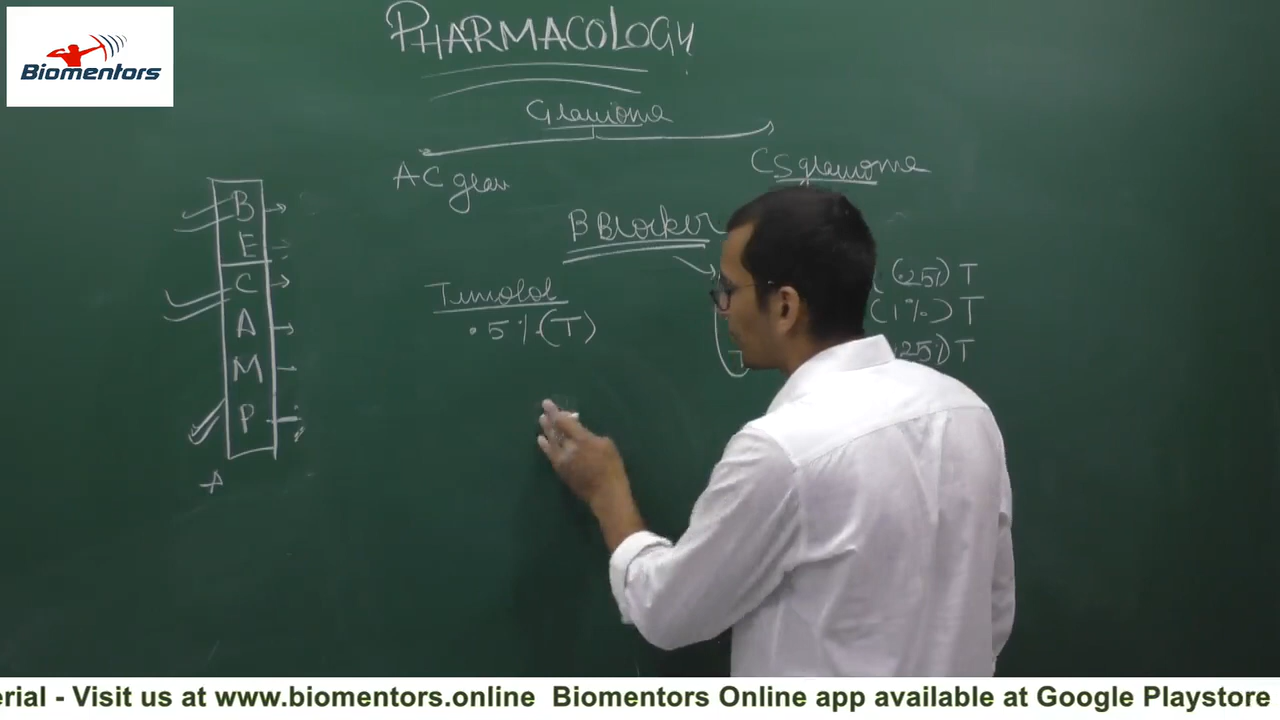 Biomentors
PHARMACOLOGY
Glaucoma
AC glau
CS glaucoma
B Blocker
Timolol
.5% (T)
(.25%) T
(1%) T
.25%) T
B
E
C
A
M
P
A
erial - Visit us at www.biomentors.online Biomentors Online app available at Google Playstore